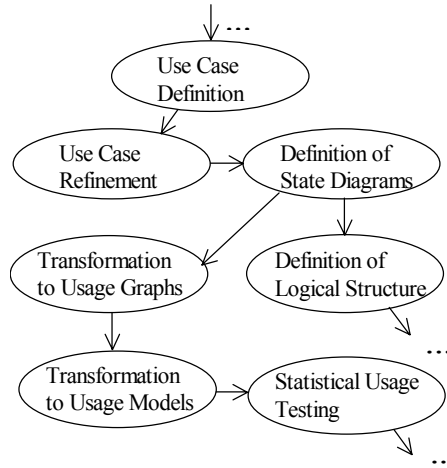 ...
Use Case
Definition
Use Case
Refinement
Definition of
State Diagrams
Transformation
to Usage Graphs
Definition of
Logical Structure
...
Transformation
to Usage Models
Statistical Usage
Testing
...